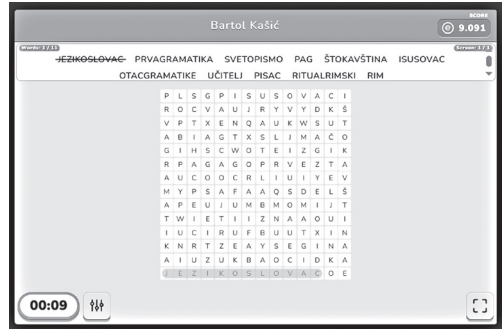 Bartol Kašić
SCORE
9.091
Words: 1 / 11
Screen: 1 / 1
JEZIKOSLOVAC PRVAGRAMATIKA SVETOPISMO PAG ŠTOKAVŠTINA ISUSOVAC
OTACGRAMATIKE UČITELJ PISAC RITUALRIMSKI RIM
P L S G P I S U S O V A C I
R O C V A U J R Y V Y D K Š
V P T X E N Q A U K W S U T
A B I A G T X S L J M A Č O
G I H S C W O T E I Z G I K
R P A G A G O P R V E Z T A
A U C O O C R L I U I Y E V
M Y P S A F A A Q S D E L Š
A P E U J U M B M O M I J T
T W I E T I I Z N A A O U I
I U C I R U F B U U T X I N
K N R T Z E A Y S E G I N A
A I U Z U K B A O C I D K A
J E Z I K O S L O V A C O E
00:09